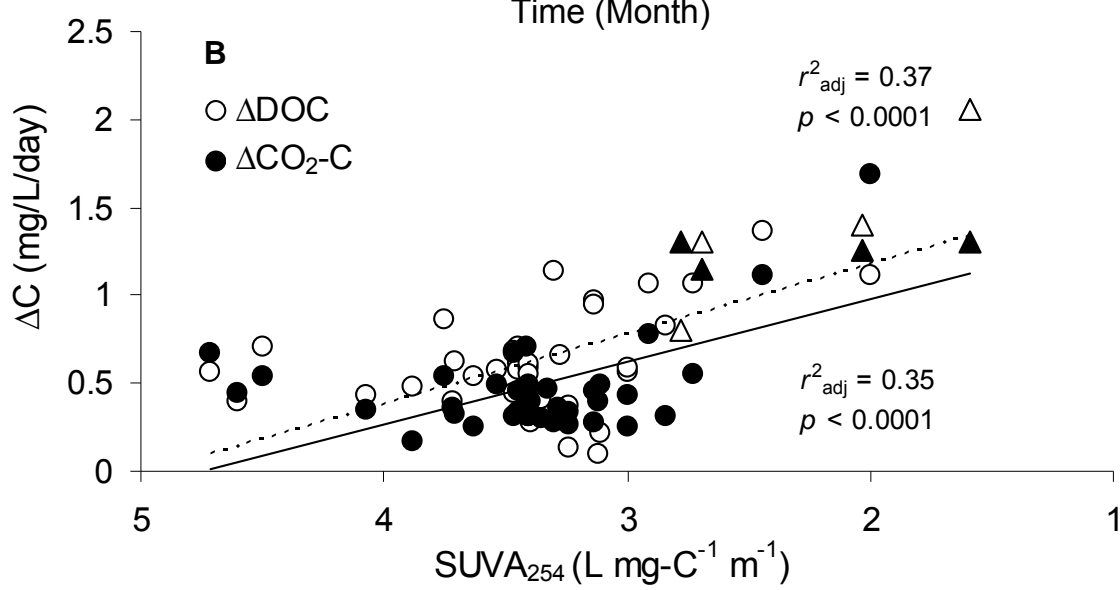 Time (Month)
2.5
2
1.5
1
0.5
0
ΔC (mg/L/day)
B
ΔDOC
ΔCO₂-C
r²adj = 0.37
p < 0.0001
r²adj = 0.35
p < 0.0001
5 4 3 2 1
SUVA₂₅₄ (L mg-C⁻¹ m⁻¹)